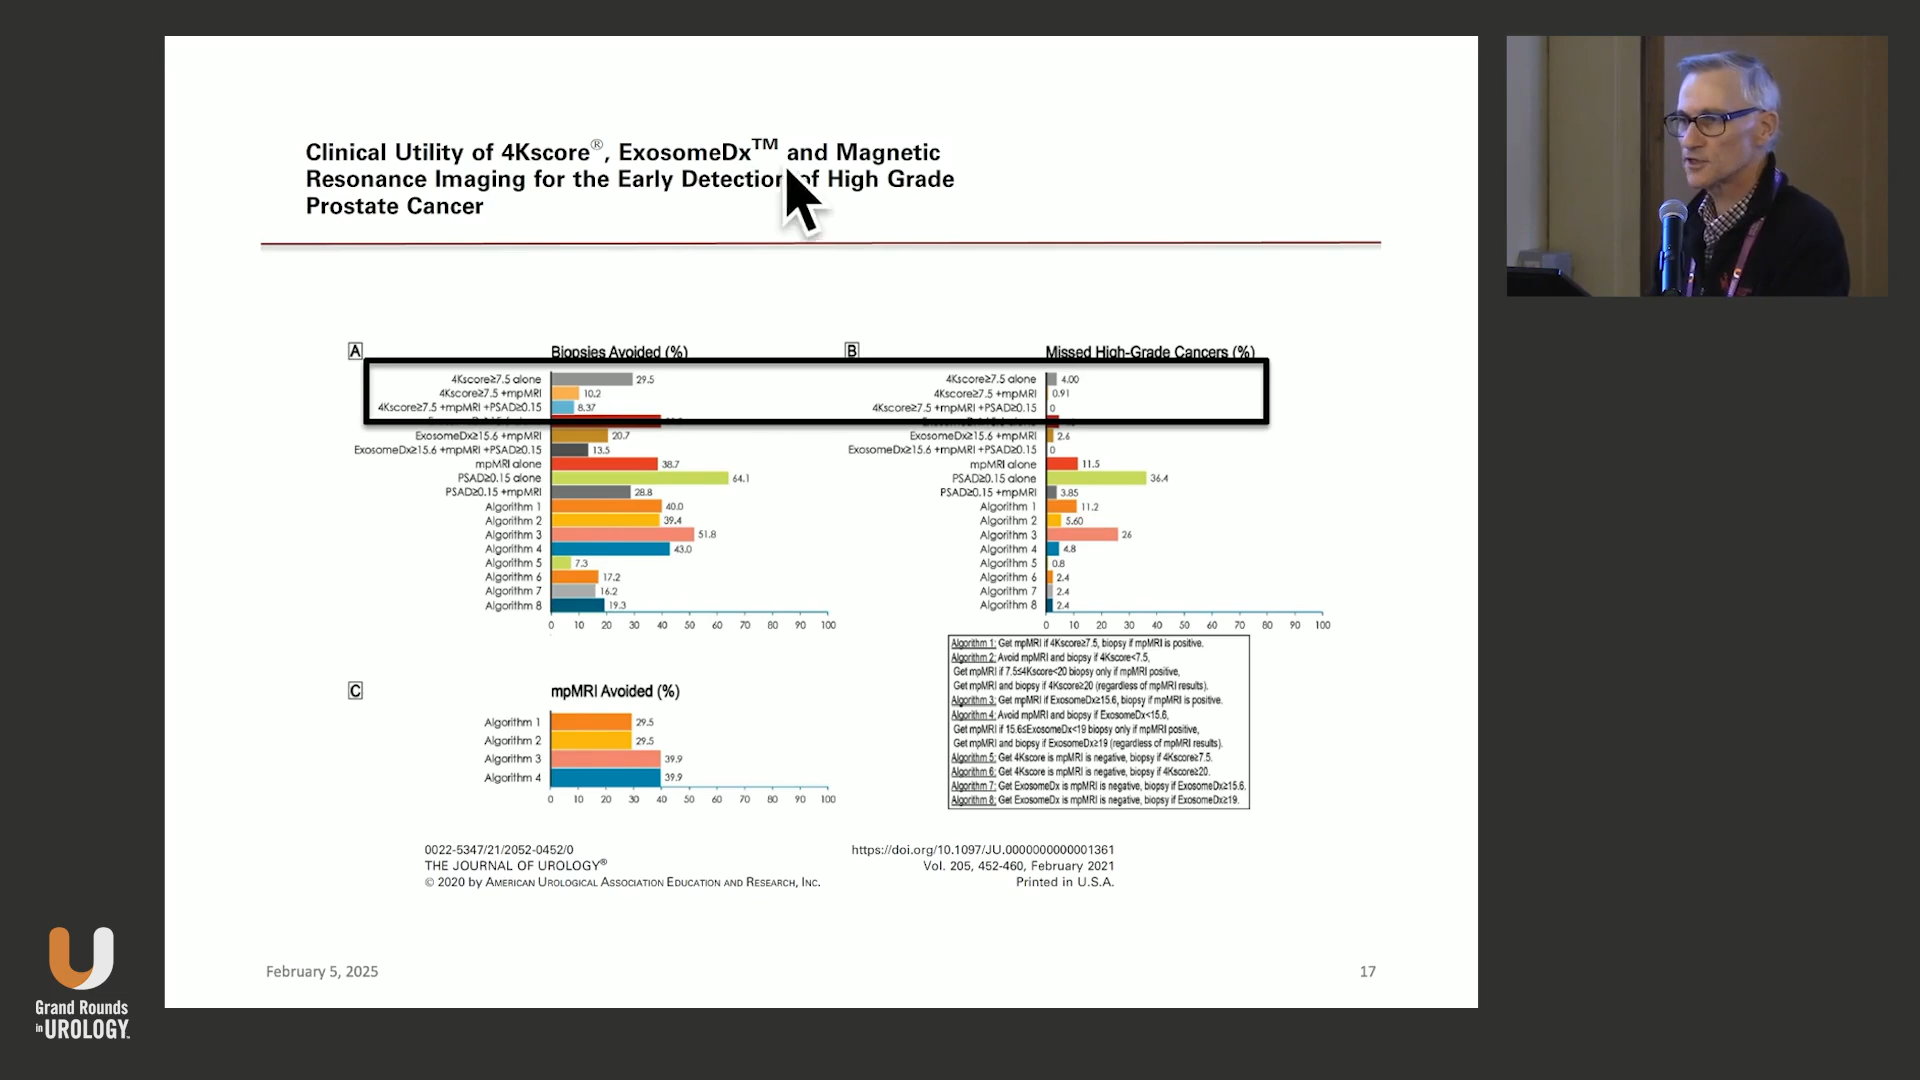 Clinical Utility of 4Kscore®, ExosomeDx™ and Magnetic
Resonance Imaging for the Early Detection of High Grade
Prostate Cancer
A
Biopsies Avoided (%)
4Kscore≥7.5 alone 29.5
4Kscore≥7.5 +mpMRI 10.2
4Kscore≥7.5 +mpMRI +PSAD≥0.15 8.37
ExosomeDx≥15.6 +mpMRI 20.7
ExosomeDx≥15.6 +mpMRI +PSAD≥0.15 13.5
mpMRI alone 38.7
PSAD≥0.15 alone 64.1
PSAD≥0.15 +mpMRI 28.8
Algorithm 1 40.0
Algorithm 2 39.4
Algorithm 3 51.8
Algorithm 4 43.0
Algorithm 5 7.3
Algorithm 6 17.2
Algorithm 7 16.2
Algorithm 8 19.3
0 10 20 30 40 50 60 70 80 90 100
B
Missed High-Grade Cancers (%)
4Kscore≥7.5 alone 4.00
4Kscore≥7.5 +mpMRI 0.91
4Kscore≥7.5 +mpMRI +PSAD≥0.15 0
ExosomeDx≥15.6 +mpMRI 2.6
ExosomeDx≥15.6 +mpMRI +PSAD≥0.15 0
mpMRI alone 11.5
PSAD≥0.15 alone 36.4
PSAD≥0.15 +mpMRI 3.85
Algorithm 1 11.2
Algorithm 2 5.60
Algorithm 3 26
Algorithm 4 4.8
Algorithm 5 0.8
Algorithm 6 2.4
Algorithm 7 2.4
Algorithm 8 2.4
0 10 20 30 40 50 60 70 80 90 100
Algorithm 1: Get mpMRI if 4Kscore≥7.5, biopsy if mpMRI is positive.
Algorithm 2: Avoid mpMRI and biopsy if 4Kscore<7.5,
Get mpMRI if 7.5≤4Kscore<20 biopsy only if mpMRI positive,
Get mpMRI and biopsy if 4Kscore≥20 (regardless of mpMRI results).
Algorithm 3: Get mpMRI if ExosomeDx≥15.6, biopsy if mpMRI is positive.
Algorithm 4: Avoid mpMRI and biopsy if ExosomeDx<15.6,
Get mpMRI if 15.6≤ExosomeDx<19 biopsy only if mpMRI positive,
Get mpMRI and biopsy if ExosomeDx≥19 (regardless of mpMRI results).
Algorithm 5: Get 4Kscore is mpMRI is negative, biopsy if 4Kscore≥7.5.
Algorithm 6: Get 4Kscore is mpMRI is negative, biopsy if 4Kscore≥20.
Algorithm 7: Get ExosomeDx is mpMRI is negative, biopsy if ExosomeDx≥15.6.
Algorithm 8: Get ExosomeDx is mpMRI is negative, biopsy if ExosomeDx≥19.
C
mpMRI Avoided (%)
Algorithm 1 29.5
Algorithm 2 29.5
Algorithm 3 39.9
Algorithm 4 39.9
0 10 20 30 40 50 60 70 80 90 100
0022-5347/21/2052-0452/0
THE JOURNAL OF UROLOGY®
© 2020 by American Urological Association Education and Research, Inc.
https://doi.org/10.1097/JU.0000000000001361
Vol. 205, 452-460, February 2021
Printed in U.S.A.
February 5, 2025
17
Grand Rounds
in UROLOGY™